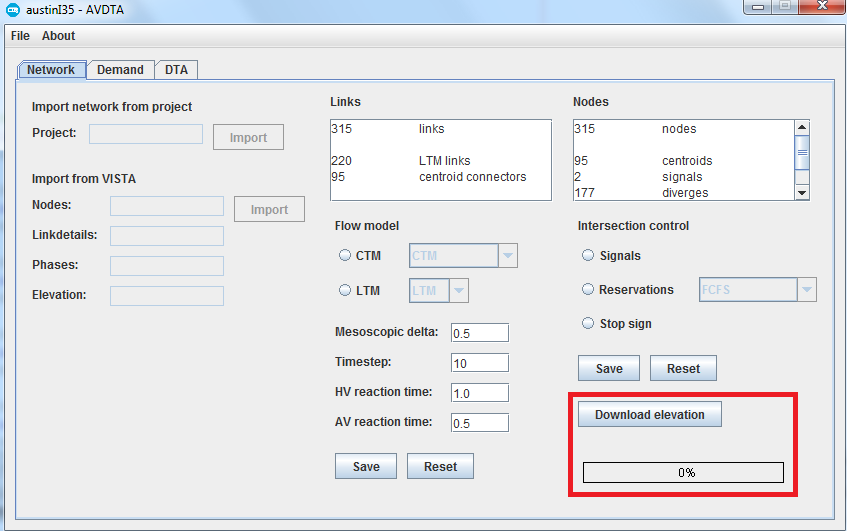 austinI35 - AVDTA
File About
Network Demand DTA
Import network from project
Project: Import
Import from VISTA
Nodes: Import
Linkdetails:
Phases:
Elevation:
Links
315 links
220 LTM links
95 centroid connectors
Flow model
CTM CTM
LTM LTM
Mesoscopic delta: 0.5
Timestep: 10
HV reaction time: 1.0
AV reaction time: 0.5
Save Reset
Nodes
315 nodes
95 centroids
2 signals
177 diverges
Intersection control
Signals
Reservations FCFS
Stop sign
Save Reset
Download elevation
0%